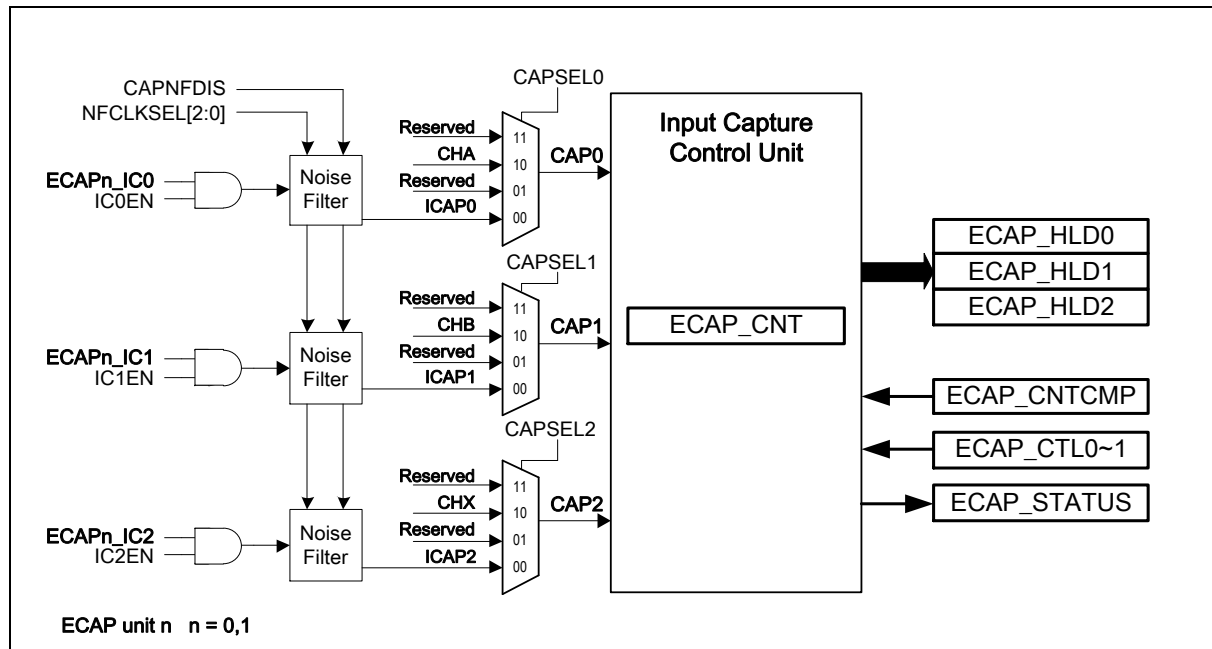 CAPNFDIS
NFCLKSEL[2:0]
ECAPn_IC0
IC0EN
Noise
Filter
CAPSEL0
Reserved
11
CHA
10
Reserved
01
ICAP0
00
CAP0
ECAPn_IC1
IC1EN
Noise
Filter
CAPSEL1
Reserved
11
CHB
10
Reserved
01
ICAP1
00
CAP1
ECAPn_IC2
IC2EN
Noise
Filter
CAPSEL2
Reserved
11
CHX
10
Reserved
01
ICAP2
00
CAP2
Input Capture
Control Unit
ECAP_CNT
ECAP_HLD0
ECAP_HLD1
ECAP_HLD2
ECAP_CNTCMP
ECAP_CTL0~1
ECAP_STATUS
ECAP unit n n = 0,1